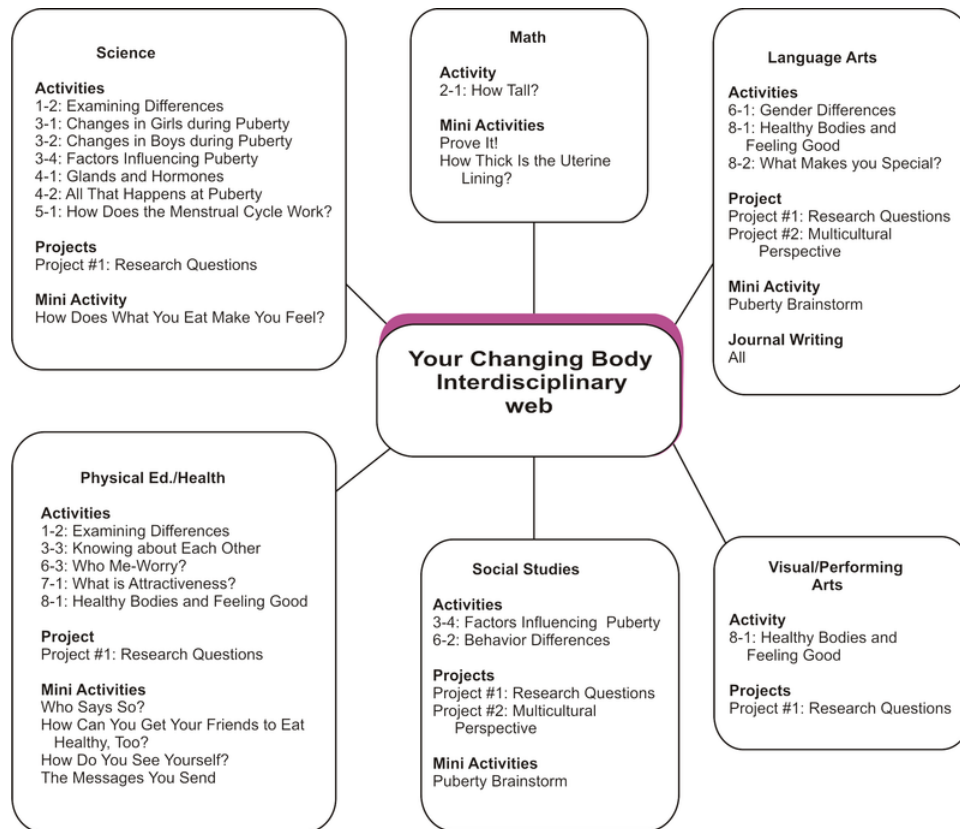 Science
Activities
1-2: Examining Differences
3-1: Changes in Girls during Puberty
3-2: Changes in Boys during Puberty
3-4: Factors Influencing Puberty
4-1: Glands and Hormones
4-2: All That Happens at Puberty
5-1: How Does the Menstrual Cycle Work?
Projects
Project #1: Research Questions
Mini Activity
How Does What You Eat Make You Feel?
Math
Activity
2-1: How Tall?
Mini Activities
Prove It!
How Thick Is the Uterine
Lining?
Language Arts
Activities
6-1: Gender Differences
8-1: Healthy Bodies and
Feeling Good
8-2: What Makes you Special?
Project
Project #1: Research Questions
Project #2: Multicultural
Perspective
Mini Activity
Puberty Brainstorm
Journal Writing
All
Your Changing Body
Interdisciplinary
web
Physical Ed./Health
Activities
1-2: Examining Differences
3-3: Knowing about Each Other
6-3: Who Me-Worry?
7-1: What is Attractiveness?
8-1: Healthy Bodies and Feeling Good
Project
Project #1: Research Questions
Mini Activities
Who Says So?
How Can You Get Your Friends to Eat
Healthy, Too?
How Do You See Yourself?
The Messages You Send
Social Studies
Activities
3-4: Factors Influencing Puberty
6-2: Behavior Differences
Projects
Project #1: Research Questions
Project #2: Multicultural
Perspective
Mini Activities
Puberty Brainstorm
Visual/Performing
Arts
Activity
8-1: Healthy Bodies and
Feeling Good
Projects
Project #1: Research Questions